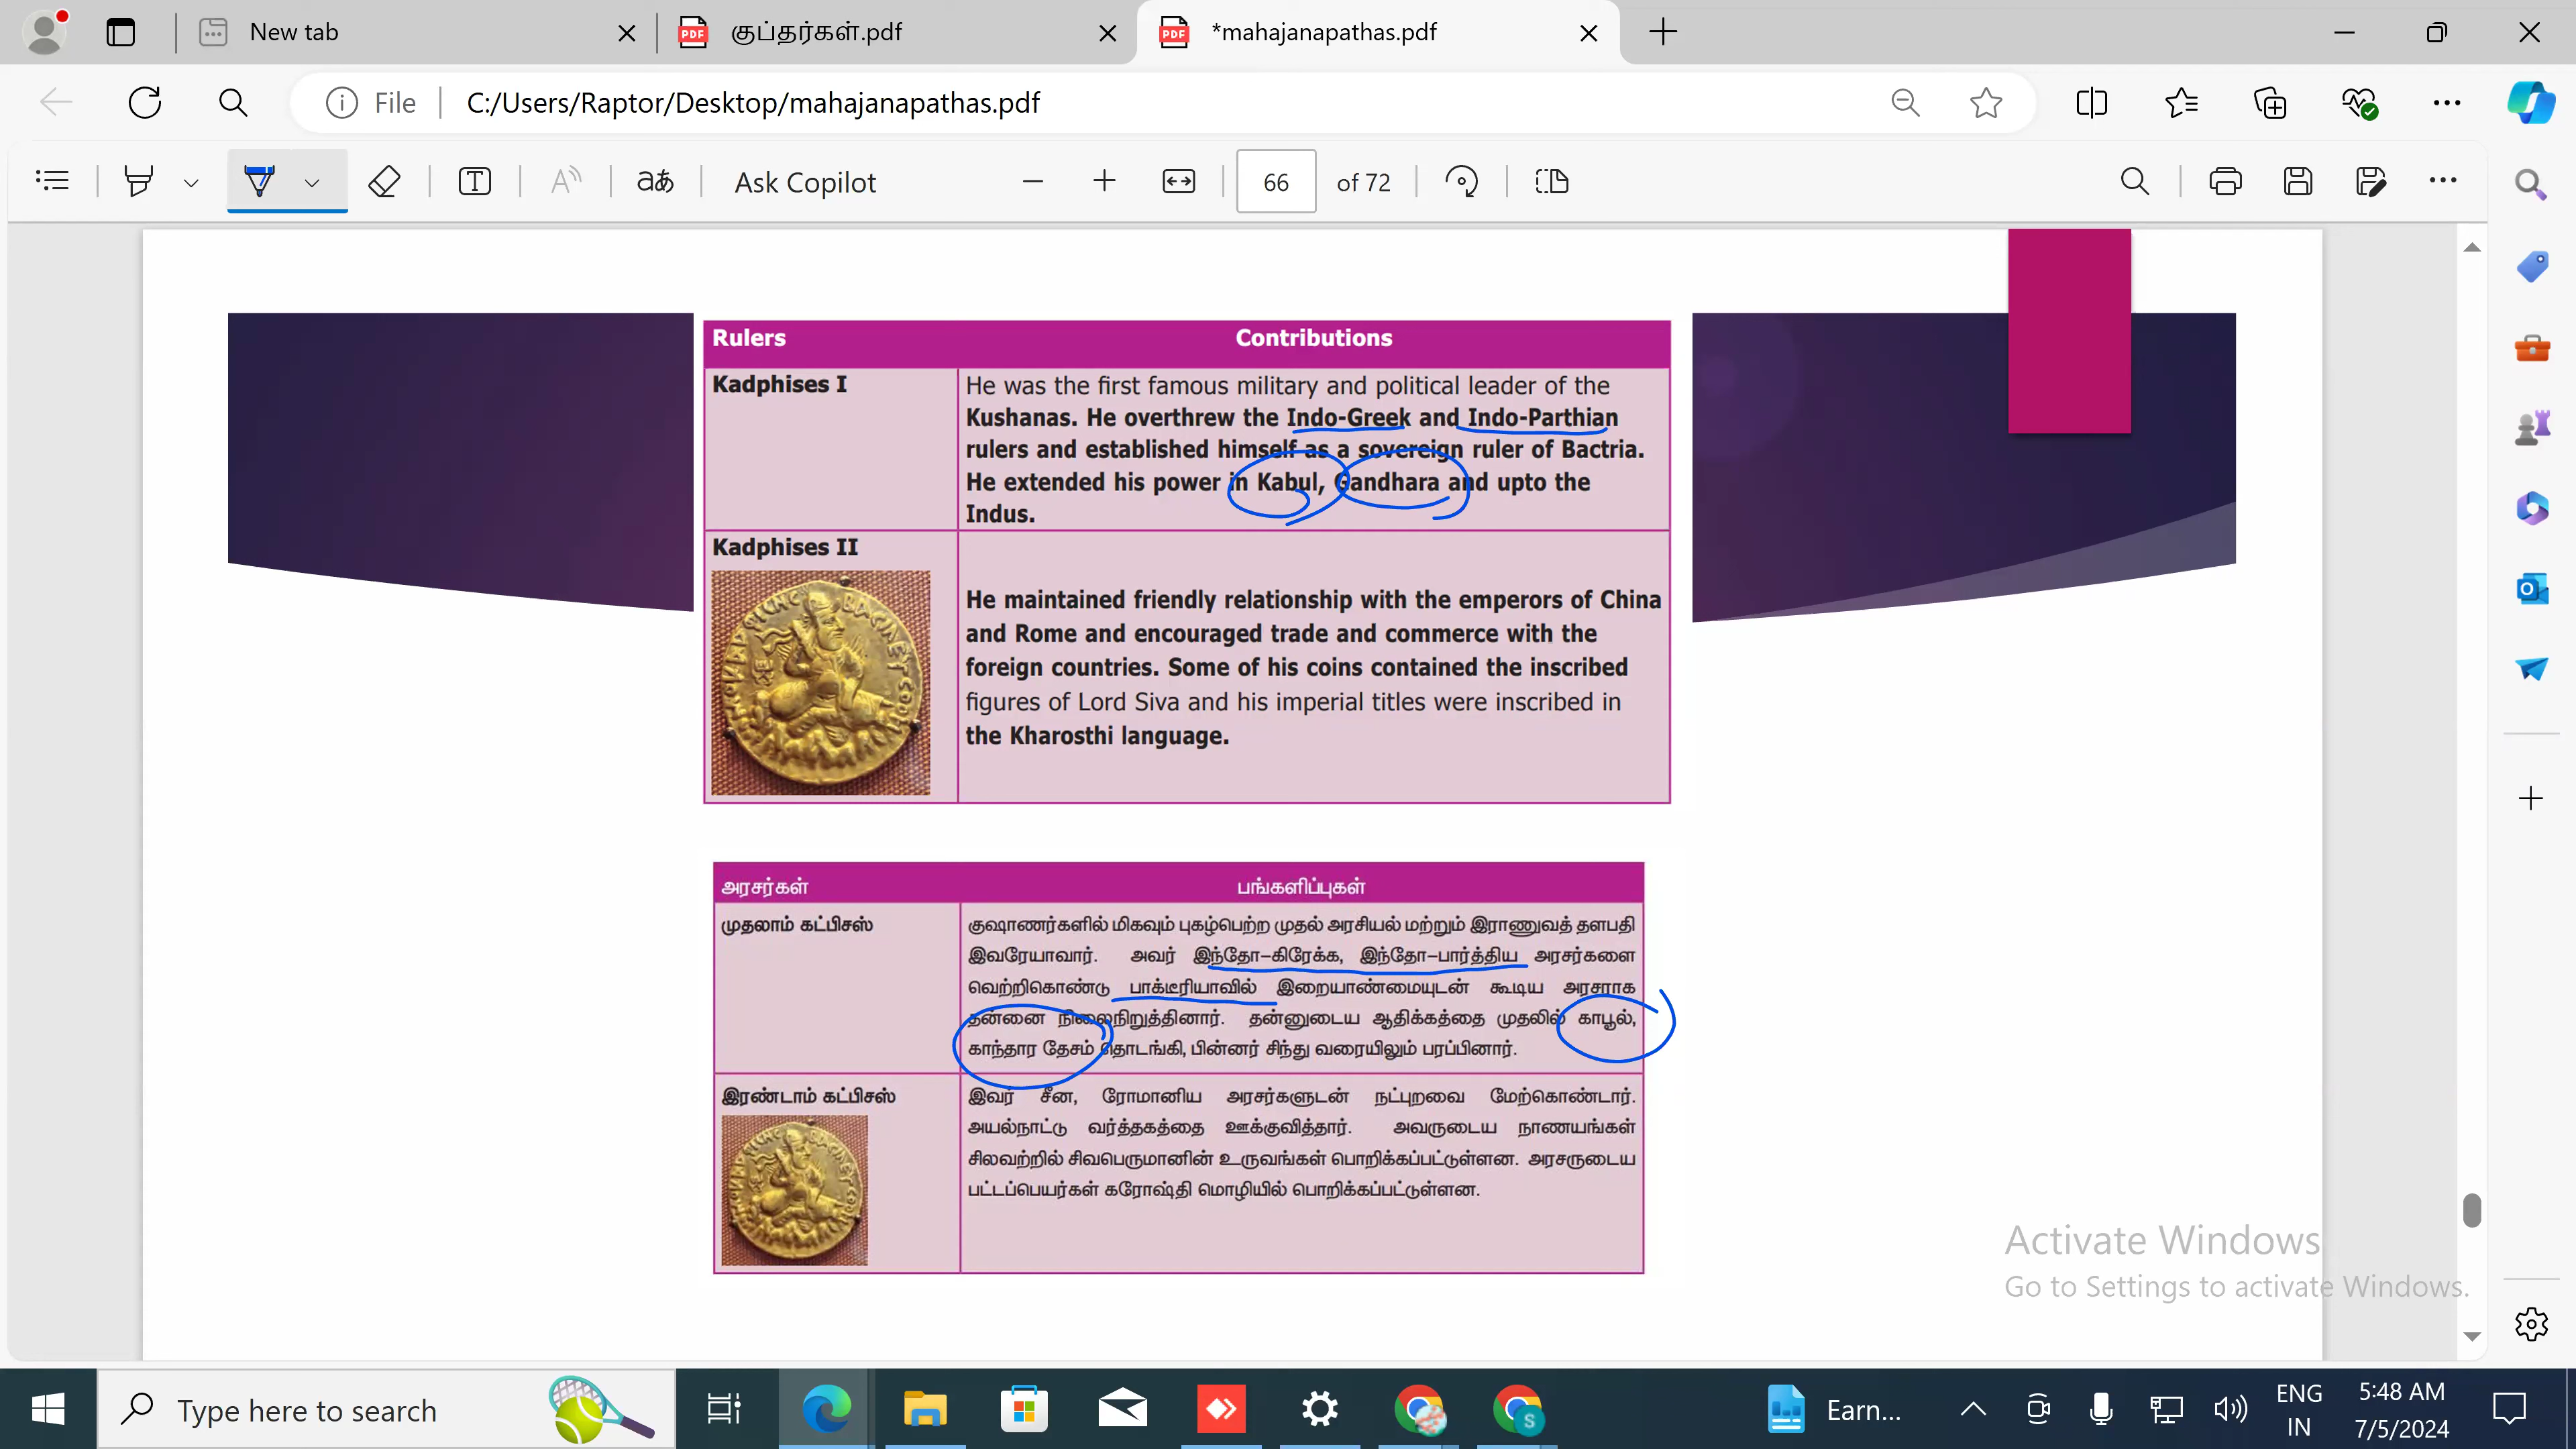 New tab
குப்தர்கள்.pdf
*mahajanapathas.pdf
File
C:/Users/Raptor/Desktop/mahajanapathas.pdf
aあ
Ask Copilot
66
of 72
Rulers
Contributions
Kadphises I
He was the first famous military and political leader of the
Kushanas. He overthrew the Indo-Greek and Indo-Parthian
rulers and established himself as a sovereign ruler of Bactria.
He extended his power in Kabul, Gandhara and upto the
Indus.
Kadphises II
He maintained friendly relationship with the emperors of China
and Rome and encouraged trade and commerce with the
foreign countries. Some of his coins contained the inscribed
figures of Lord Siva and his imperial titles were inscribed in
the Kharosthi language.
அரசர்கள்
பங்களிப்புகள்
முதலாம் கட்பிசஸ்
குஷாணர்களில் மிகவும் புகழ்பெற்ற முதல் அரசியல் மற்றும் இராணுவத் தளபதி
இவரேயாவார். அவர் இந்தோ–கிரேக்க, இந்தோ–பார்த்திய அரசர்களை
வெற்றிகொண்டு பாக்டீரியாவில் இறையாண்மையுடன் கூடிய அரசராக
தன்னை நிலைநிறுத்தினார். தன்னுடைய ஆதிக்கத்தை முதலில் காபூல்,
காந்தார தேசம் தொடங்கி, பின்னர் சிந்து வரையிலும் பரப்பினார்.
இரண்டாம் கட்பிசஸ்
இவர் சீன, ரோமானிய அரசர்களுடன் நட்புறவை மேற்கொண்டார்.
அயல்நாட்டு வர்த்தகத்தை ஊக்குவித்தார். அவருடைய நாணயங்கள்
சிலவற்றில் சிவபெருமானின் உருவங்கள் பொறிக்கப்பட்டுள்ளன. அரசருடைய
பட்டப்பெயர்கள் கரோஷ்தி மொழியில் பொறிக்கப்பட்டுள்ளன.
Activate Windows
Go to Settings to activate Windows.
Type here to search
Earn...
ENG
IN
5:48 AM
7/5/2024